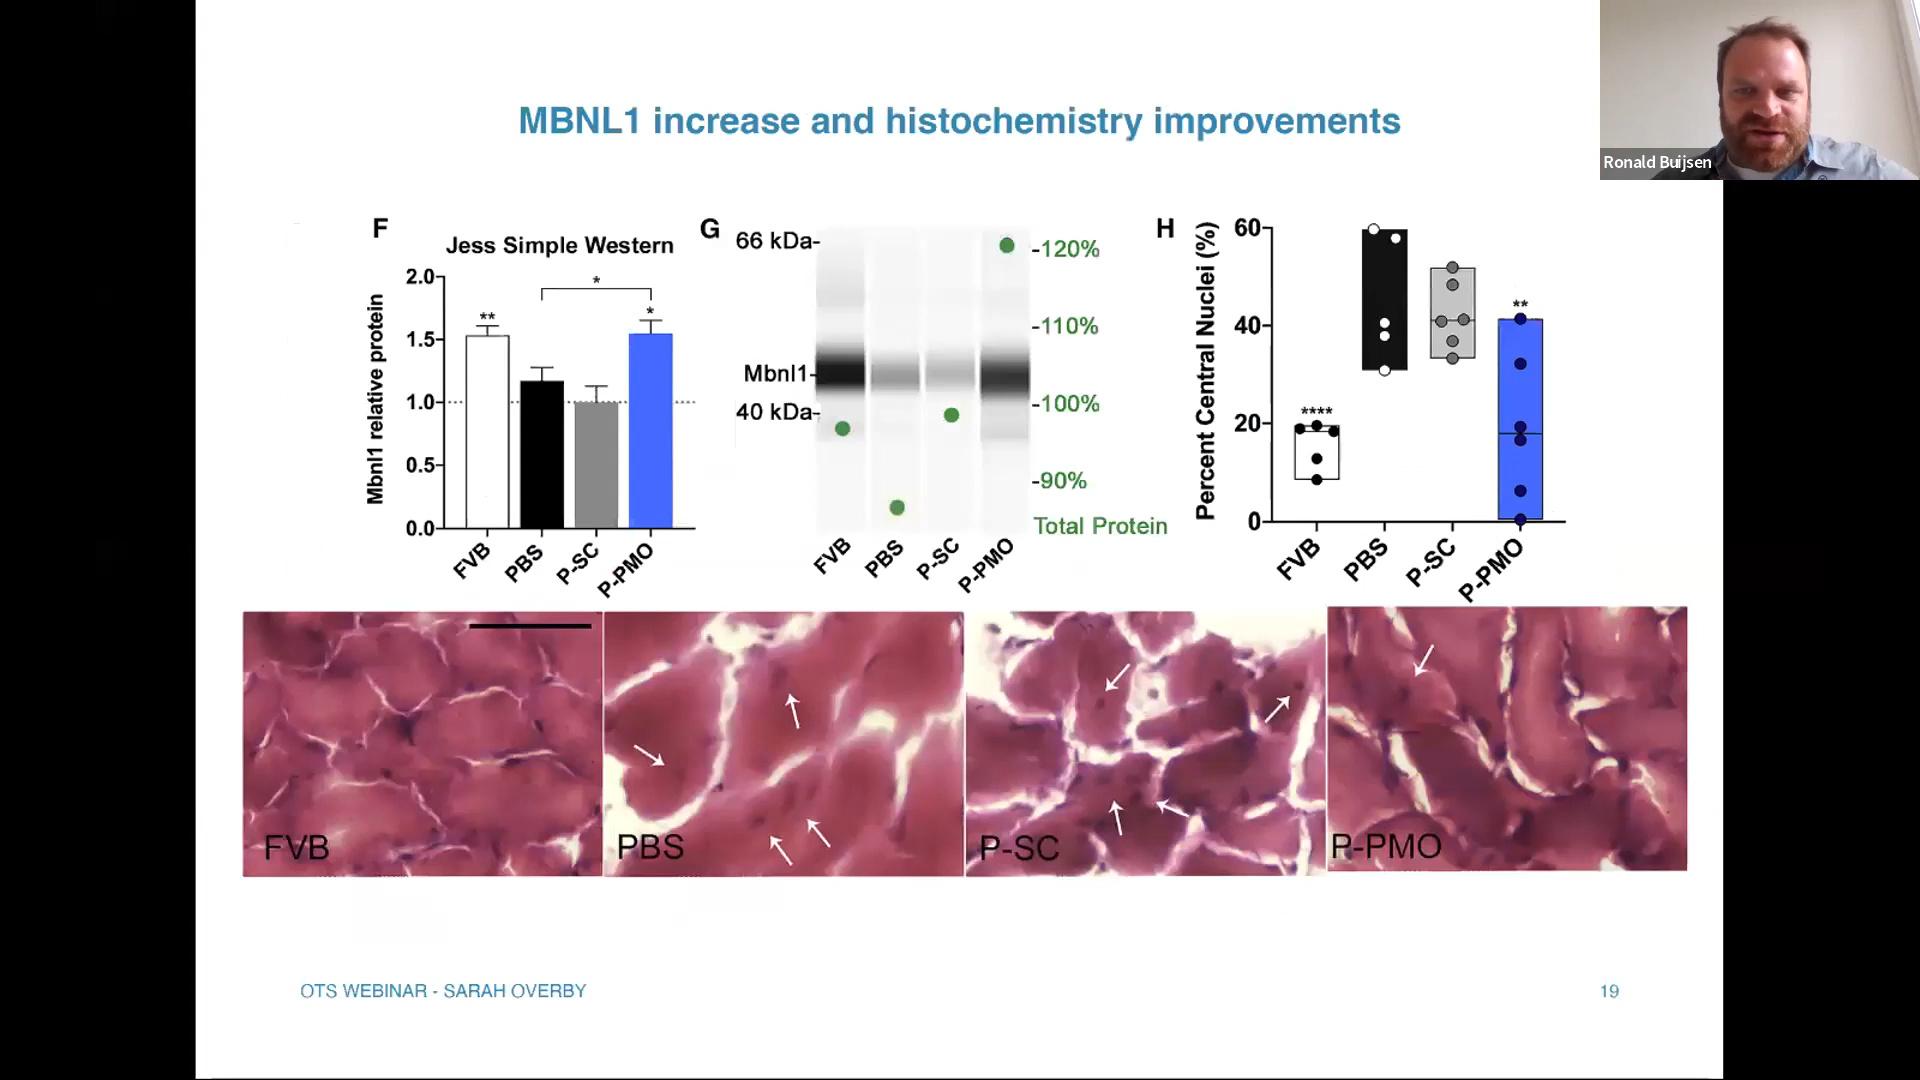 Ronald Buijsen
MBNL1 increase and histochemistry improvements
F
Jess Simple Western
Mbnl1 relative protein
2.0
1.5
1.0
0.5
0.0
**
*
*
FVB
PBS
P-SC
P-PMO
G
66 kDa-
Mbnl1-
40 kDa-
-120%
-110%
-100%
-90%
Total Protein
FVB
PBS
P-SC
P-PMO
H
Percent Central Nuclei (%)
60
40
20
0
****
**
FVB
PBS
P-SC
P-PMO
FVB
PBS
P-SC
P-PMO
OTS WEBINAR - SARAH OVERBY
19